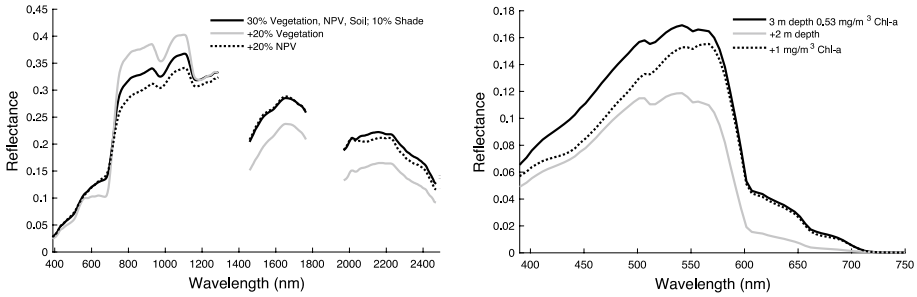 30% Vegetation, NPV, Soil; 10% Shade
+20% Vegetation
+20% NPV
0.45
0.4
0.35
0.3
0.25
0.2
0.15
0.1
0.05
0
Reflectance
400 600 800 1000 1200 1400 1600 1800 2000 2200 2400
Wavelength (nm)
3 m depth 0.53 mg/m 3 Chl-a
+2 m depth
+1 mg/m 3 Chl-a
0.18
0.16
0.14
0.12
0.10
0.08
0.06
0.04
0.02
0
Reflectance
400 450 500 550 600 650 700 750
Wavelength (nm)